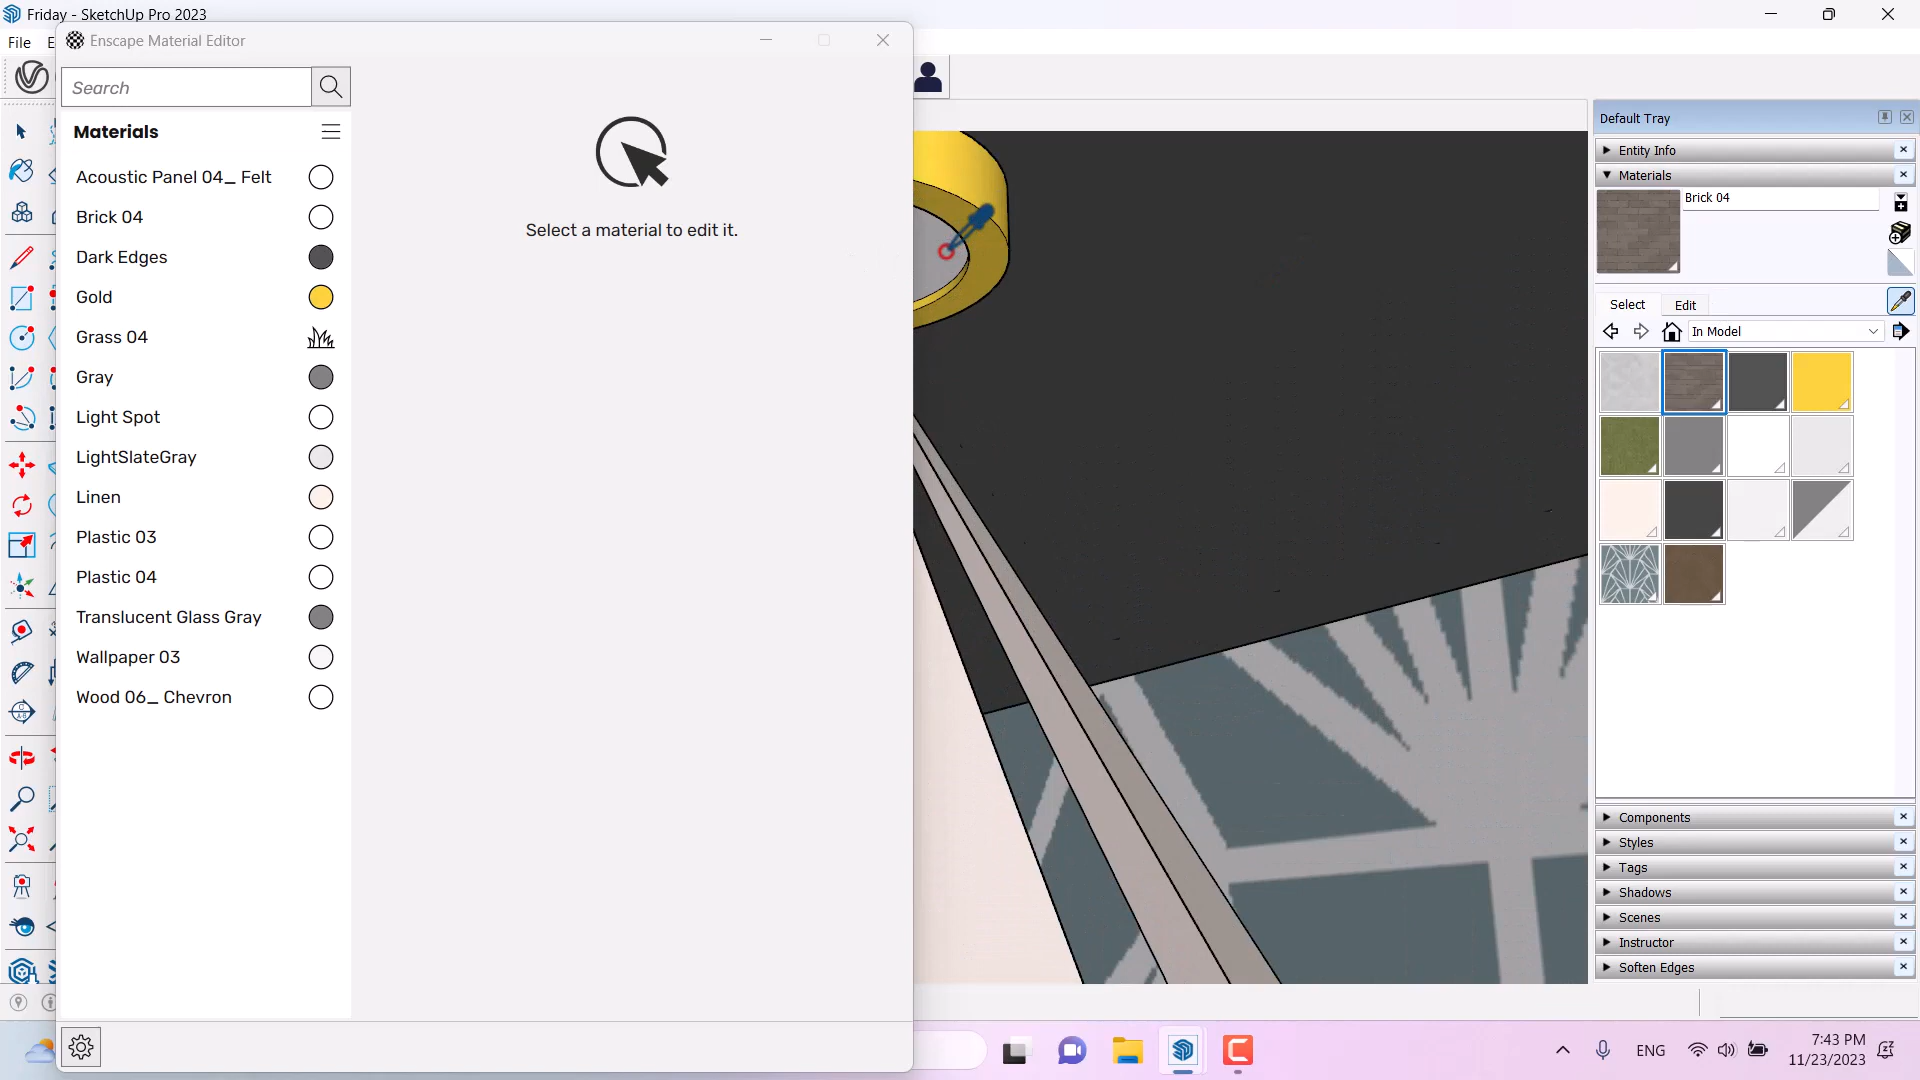 Friday - SketchUp Pro 2023
File
Enscape Material Editor
Search
Materials
Acoustic Panel 04_ Felt
Brick 04
Dark Edges
Gold
Grass 04
Gray
Light Spot
LightSlateGray
Linen
Plastic 03
Plastic 04
Translucent Glass Gray
Wallpaper 03
Wood 06_ Chevron
Select a material to edit it.
Default Tray
Entity Info
Materials
Brick 04
Select
Edit
In Model
Components
Styles
Tags
Shadows
Scenes
Instructor
Soften Edges
ENG
7:43 PM
11/23/2023